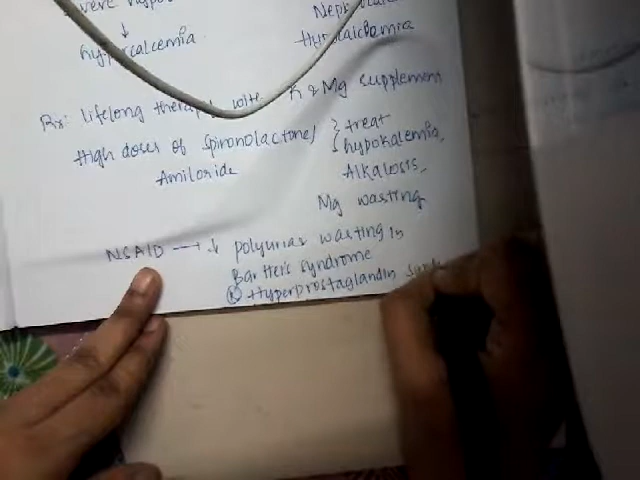 hypercalcemia
Rx: lifelong therapy with K & Mg supplement
High doses of Spironolactone/ } treat
Amiloride hypokalemia,
Alkalosis,
Mg wasting
NSAID → ↓ polyurias wasting in
Bartter's syndrome
Hyperprostaglandin